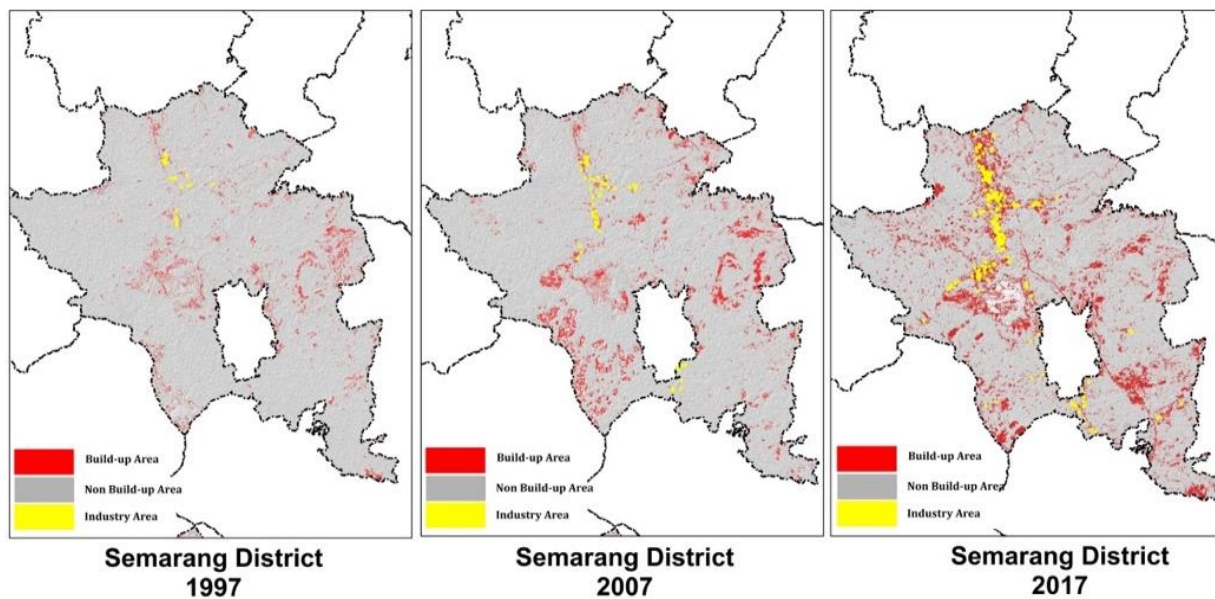 Build-up Area
Non Build-up Area
Industry Area
Semarang District
1997
Build-up Area
Non Build-up Area
Industry Area
Semarang District
2007
Build-up Area
Non Build-up Area
Industry Area
Semarang District
2017